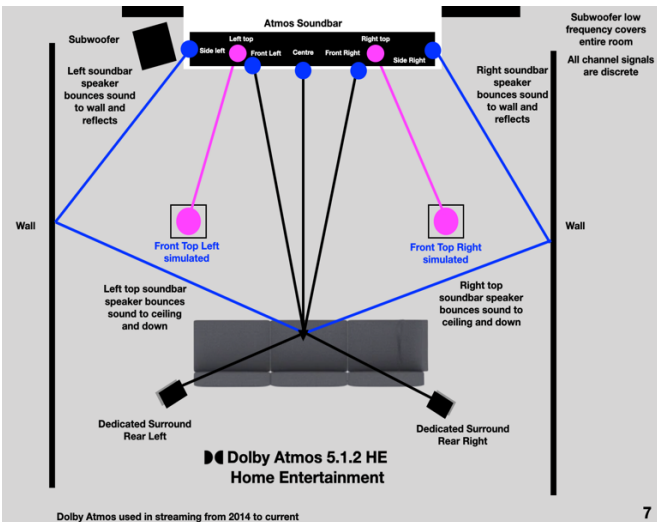 Atmos Soundbar
Subwoofer low
frequency covers
entire room
All channel signals
are discrete
Subwoofer
Left top
Right top
Side left
Front Left
Centre
Front Right
Side Right
Left soundbar
speaker
bounces sound
to wall and
reflects
Right soundbar
speaker
bounces sound
to wall and
reflects
Wall
Wall
Front Top Left
simulated
Front Top Right
simulated
Left top soundbar
speaker bounces
sound to ceiling
and down
Right top
soundbar speaker
bounces sound to
ceiling and down
Dedicated Surround
Rear Left
Dedicated Surround
Rear Right
Dolby Atmos 5.1.2 HE
Home Entertainment
Dolby Atmos used in streaming from 2014 to current
7